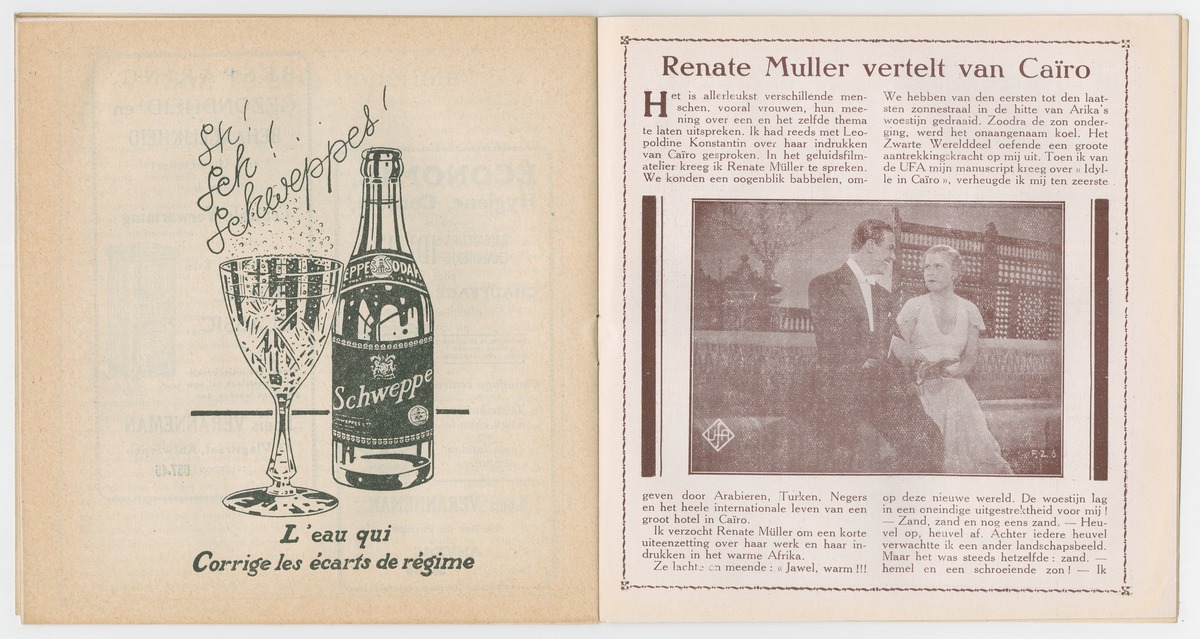 Sh!
Sch!
Schweppes!
EPPES SODA
Schweppe
L'eau qui
Corrige les écarts de régime
Renate Muller vertelt van Caïro
Het is allerleukst verschillende men-
schen, vooral vrouwen, hun mee-
ning over een en het zelfde thema
te laten uitspreken. Ik had reeds met Leo-
poldine Konstantin over haar indrukken
van Caïro gesproken. In het geluidsfilm-
atelier kreeg ik Renate Müller te spreken.
We konden een oogenblik babbelen, om-
geven door Arabieren, Turken, Negers
en het heele internationale leven van een
groot hotel in Caïro.
Ik verzocht Renate Müller om een korte
uiteenzetting over haar werk en haar in-
drukken in het warme Afrika.
Ze lachte en meende : « Jawel, warm !!!
We hebben van den eersten tot den laat-
sten zonnestraal in de hitte van Arika's
woestijn gedraaid. Zoodra de zon onder-
ging, werd het onaangenaam koel. Het
Zwarte Werelddeel oefende een groote
aantrekkingskracht op mij uit. Toen ik van
de UFA mijn manuscript kreeg over « Idyl-
le in Caïro », verheugde ik mij ten zeerste
op deze nieuwe wereld. De woestijn lag
in een oneindige uitgestrektheid voor mij !
— Zand, zand en nog eens zand. — Heu-
vel op, heuvel af. Achter iedere heuvel
verwachtte ik een ander landschapsbeeld.
Maar het was steeds hetzelfde : zand. —
hemel en een schroeiende zon ! — Ik
Ufa